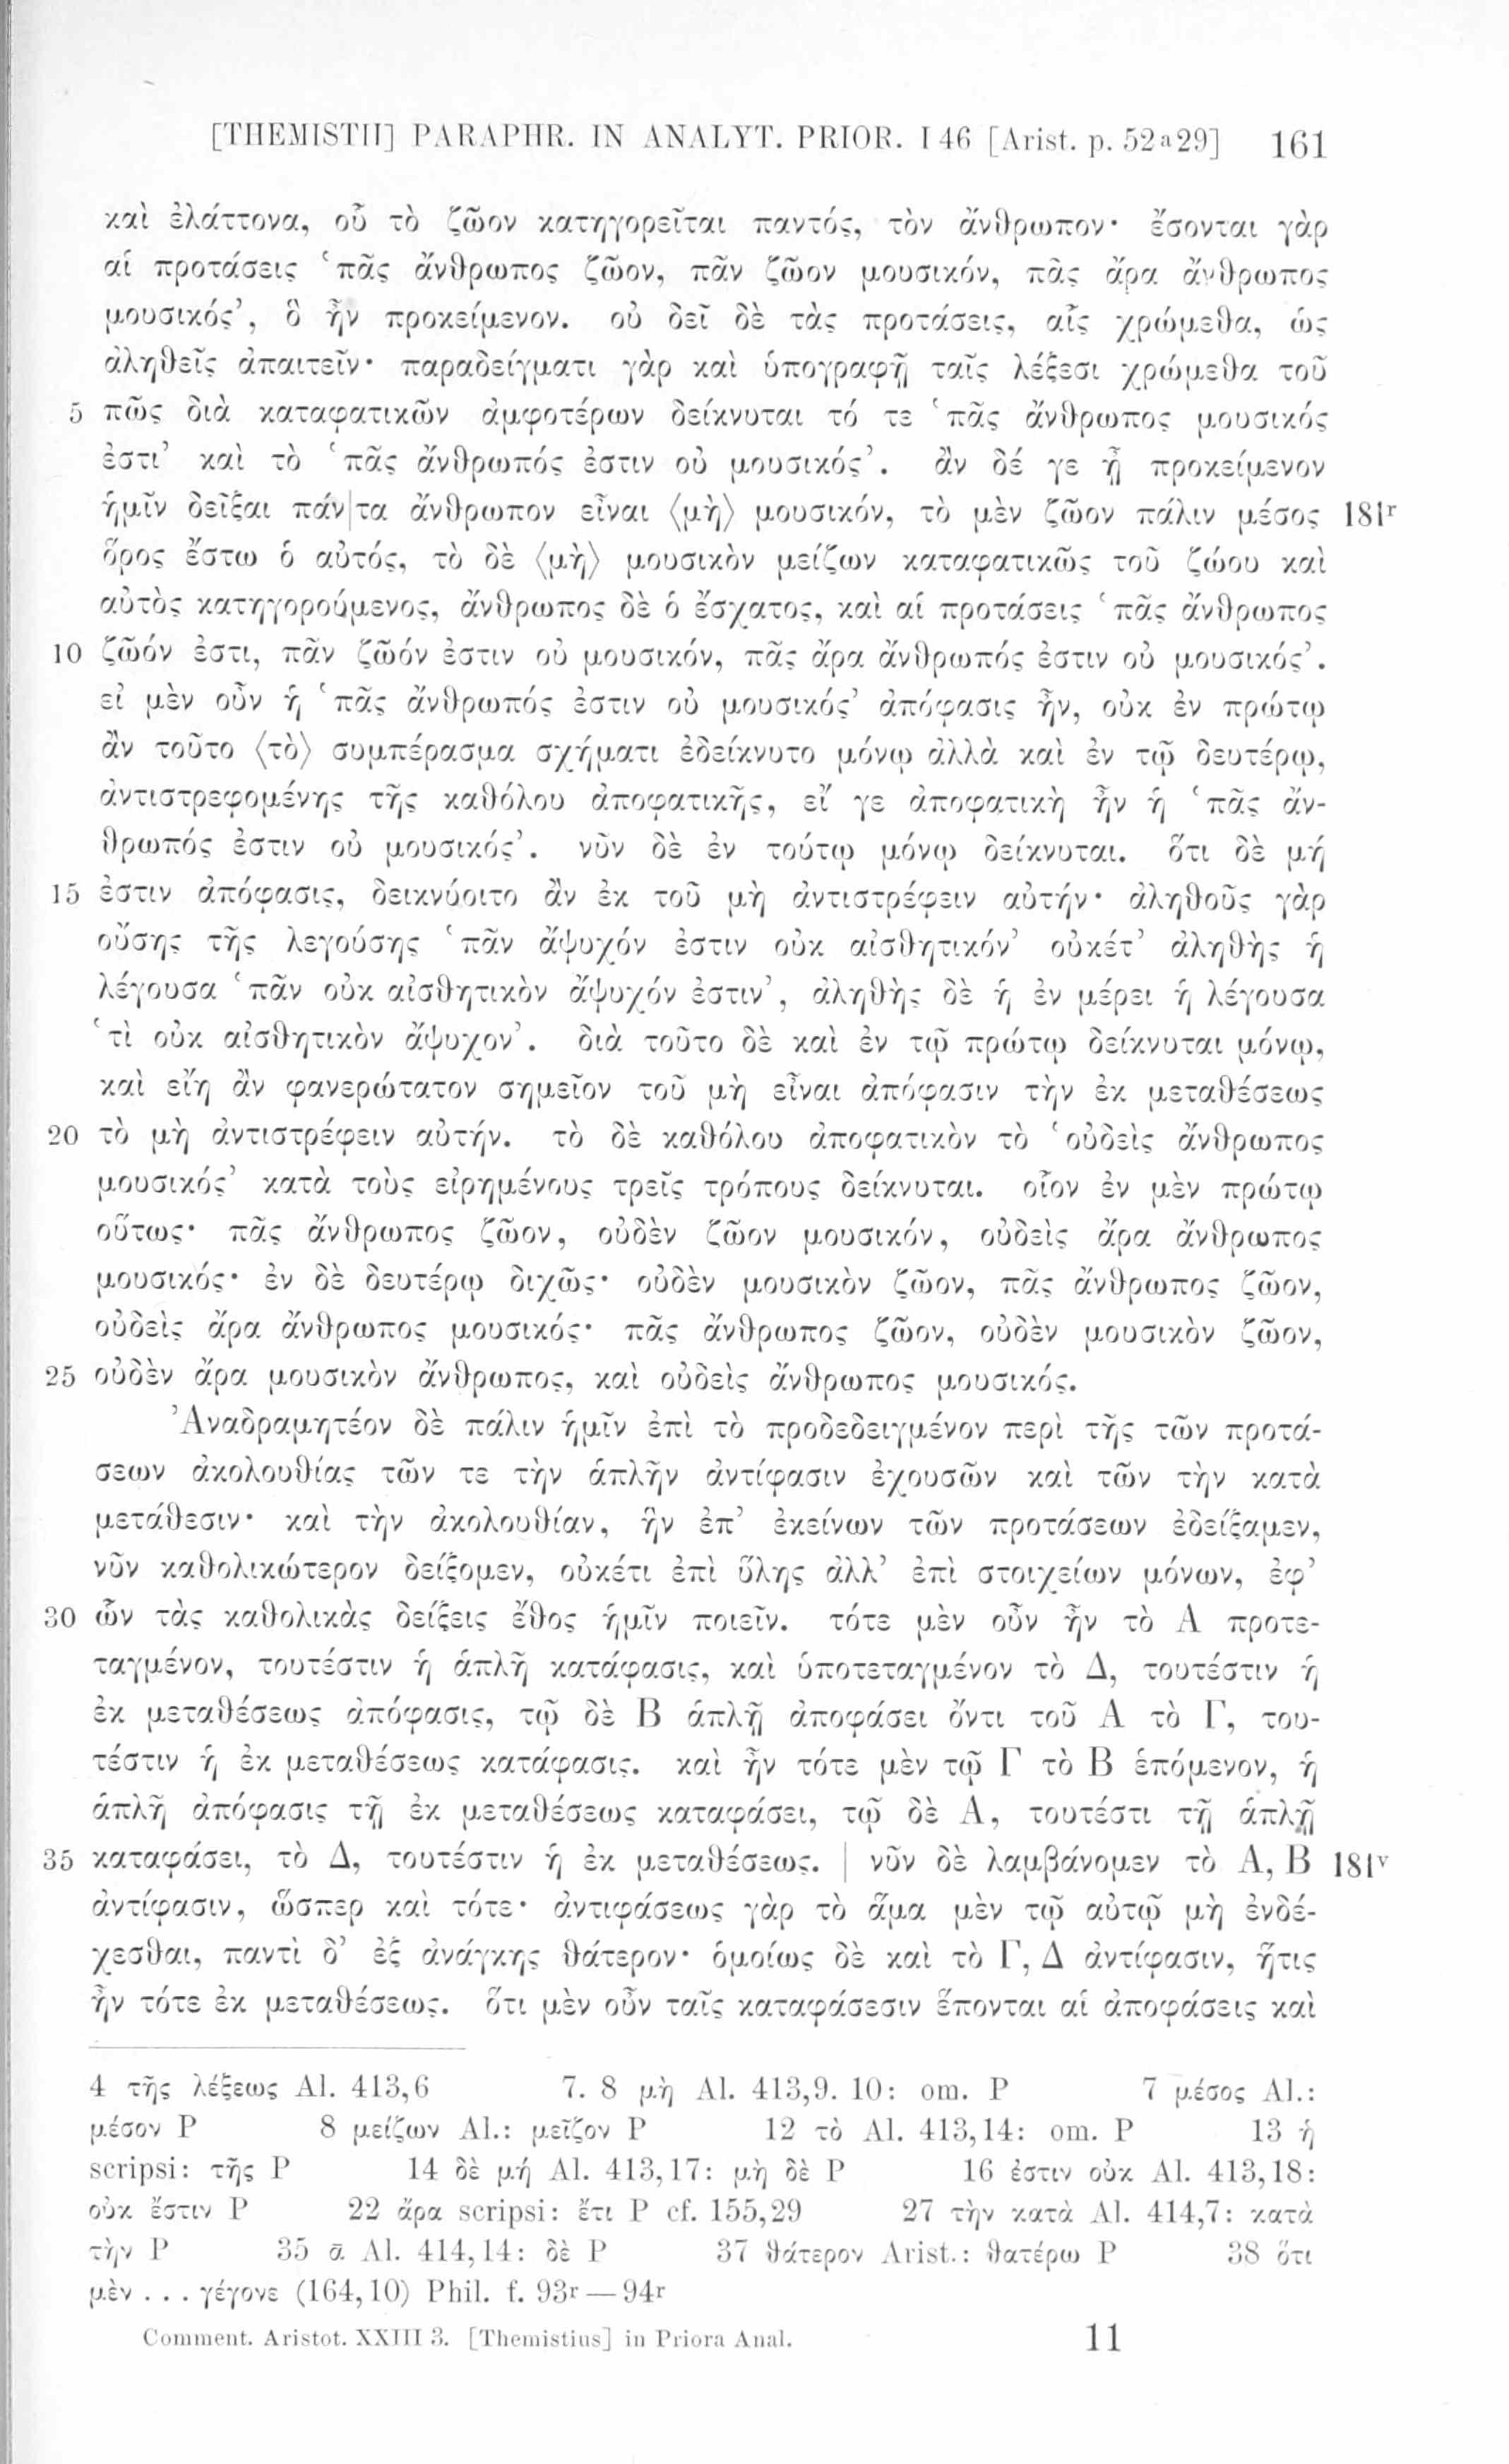 [THEMISTII] PARAPHR. IN ANALYT. PRIOR. I 46 [Arist. p. 52a29] 161
καὶ ἐλάττονα, οὗ τὸ ζῶον κατηγορεῖται παντός, τὸν ἄνθρωπον· ἔσονται γὰρ
αἱ προτάσεις ‘πᾶς ἄνθρωπος ζῶον, πᾶν ζῶον μουσικόν, πᾶς ἄρα ἄνθρωπος
μουσικός’, ὃ ἦν προκείμενον. οὐ δεῖ δὲ τὰς προτάσεις, αἷς χρώμεθα, ὡς
ἀληθεῖς ἀπαιτεῖν· παραδείγματι γὰρ καὶ ὑπογραφῇ ταῖς λέξεσι χρώμεθα τοῦ
5 πῶς διὰ καταφατικῶν ἀμφοτέρων δείκνυται τό τε ‘πᾶς ἄνθρωπος μουσικός
ἐστι’ καὶ τὸ ‘πᾶς ἄνθρωπός ἐστιν οὐ μουσικός’. ἂν δέ γε ᾖ προκείμενον
ἡμῖν δεῖξαι πάν|τα ἄνθρωπον εἶναι ⟨μὴ⟩ μουσικόν, τὸ μὲν ζῶον πάλιν μέσος 181r
ὅρος ἔστω ὁ αὐτός, τὸ δὲ ⟨μὴ⟩ μουσικὸν μείζων καταφατικῶς τοῦ ζώου καὶ
αὐτὸς κατηγορούμενος, ἄνθρωπος δὲ ὁ ἔσχατος, καὶ αἱ προτάσεις ‘πᾶς ἄνθρωπος
10 ζῶόν ἐστι, πᾶν ζῶόν ἐστιν οὐ μουσικόν, πᾶς ἄρα ἄνθρωπός ἐστιν οὐ μουσικός’.
εἰ μὲν οὖν ἡ ‘πᾶς ἄνθρωπός ἐστιν οὐ μουσικός’ ἀπόφασις ἦν, οὐκ ἐν πρώτῳ
ἂν τοῦτο ⟨τὸ⟩ συμπέρασμα σχήματι ἐδείκνυτο μόνῳ ἀλλὰ καὶ ἐν τῷ δευτέρῳ,
ἀντιστρεφομένης τῆς καθόλου ἀποφατικῆς, εἴ γε ἀποφατικὴ ἦν ἡ ‘πᾶς ἄν-
θρωπός ἐστιν οὐ μουσικός’. νῦν δὲ ἐν τούτῳ μόνῳ δείκνυται. ὅτι δὲ μή
15 ἐστιν ἀπόφασις, δεικνύοιτο ἂν ἐκ τοῦ μὴ ἀντιστρέφειν αὐτήν· ἀληθοῦς γὰρ
οὔσης τῆς λεγούσης ‘πᾶν ἄψυχόν ἐστιν οὐκ αἰσθητικόν’ οὐκέτ’ ἀληθὴς ἡ
λέγουσα ‘πᾶν οὐκ αἰσθητικὸν ἄψυχόν ἐστιν’, ἀληθὴς δὲ ἡ ἐν μέρει ἡ λέγουσα
‘τὶ οὐκ αἰσθητικὸν ἄψυχον’. διὰ τοῦτο δὲ καὶ ἐν τῷ πρώτῳ δείκνυται μόνῳ,
καὶ εἴη ἂν φανερώτατον σημεῖον τοῦ μὴ εἶναι ἀπόφασιν τὴν ἐκ μεταθέσεως
20 τὸ μὴ ἀντιστρέφειν αὐτήν. τὸ δὲ καθόλου ἀποφατικὸν τὸ ‘οὐδεὶς ἄνθρωπος
μουσικός’ κατὰ τοὺς εἰρημένους τρεῖς τρόπους δείκνυται. οἷον ἐν μὲν πρώτῳ
οὕτως· πᾶς ἄνθρωπος ζῶον, οὐδὲν ζῶον μουσικόν, οὐδεὶς ἄρα ἄνθρωπος
μουσικός· ἐν δὲ δευτέρῳ διχῶς· οὐδὲν μουσικὸν ζῶον, πᾶς ἄνθρωπος ζῶον,
οὐδεὶς ἄρα ἄνθρωπος μουσικός· πᾶς ἄνθρωπος ζῶον, οὐδὲν μουσικὸν ζῶον,
25 οὐδὲν ἄρα μουσικὸν ἄνθρωπος, καὶ οὐδεὶς ἄνθρωπος μουσικός.
Ἀναδραμητέον δὲ πάλιν ἡμῖν ἐπὶ τὸ προδεδειγμένον περὶ τῆς τῶν προτά-
σεων ἀκολουθίας τῶν τε τὴν ἁπλῆν ἀντίφασιν ἐχουσῶν καὶ τῶν τὴν κατὰ
μετάθεσιν· καὶ τὴν ἀκολουθίαν, ἣν ἐπ’ ἐκείνων τῶν προτάσεων ἐδείξαμεν,
νῦν καθολικώτερον δείξομεν, οὐκέτι ἐπὶ ὕλης ἀλλ’ ἐπὶ στοιχείων μόνων, ἐφ’
30 ὧν τὰς καθολικὰς δείξεις ἔθος ἡμῖν ποιεῖν. τότε μὲν οὖν ἦν τὸ Α προτε-
ταγμένον, τουτέστιν ἡ ἁπλῆ κατάφασις, καὶ ὑποτεταγμένον τὸ Δ, τουτέστιν ἡ
ἐκ μεταθέσεως ἀπόφασις, τῷ δὲ Β ἁπλῇ ἀποφάσει ὄντι τοῦ Α τὸ Γ, του-
τέστιν ἡ ἐκ μεταθέσεως κατάφασις. καὶ ἦν τότε μὲν τῷ Γ τὸ Β ἑπόμενον, ἡ
ἁπλῆ ἀπόφασις τῇ ἐκ μεταθέσεως καταφάσει, τῷ δὲ Α, τουτέστι τῇ ἁπλῇ
35 καταφάσει, τὸ Δ, τουτέστιν ἡ ἐκ μεταθέσεως. | νῦν δὲ λαμβάνομεν τὸ Α, Β 181v
ἀντίφασιν, ὥσπερ καὶ τότε· ἀντιφάσεως γὰρ τὸ ἅμα μὲν τῷ αὐτῷ μὴ ἐνδέ-
χεσθαι, παντὶ δ’ ἐξ ἀνάγκης θάτερον· ὁμοίως δὲ καὶ τὸ Γ, Δ ἀντίφασιν, ἥτις
ἦν τότε ἐκ μεταθέσεως. ὅτι μὲν οὖν ταῖς καταφάσεσιν ἕπονται αἱ ἀποφάσεις καὶ
4 τῆς λέξεως Al. 413,6 7. 8 μὴ Al. 413,9. 10: om. P 7 μέσος Al.:
μέσον P 8 μείζων Al.: μεῖζον P 12 τὸ Al. 413,14: om. P 13 ἡ
scripsi: τῆς P 14 δὲ μή Al. 413,17: μὴ δὲ P 16 ἐστιν οὐκ Al. 413,18:
οὐκ ἔστιν P 22 ἄρα scripsi: ἔτι P cf. 155,29 27 τὴν κατὰ Al. 414,7: κατὰ
τὴν P 35 ᾱ Al. 414,14: δὲ P 37 θάτερον Arist.: θατέρῳ P 38 ὅτι
μὲν . . . γέγονε (164,10) Phil. f. 93r — 94r
Comment. Aristot. XXIII 3. [Themistius] in Priora Anal. 11